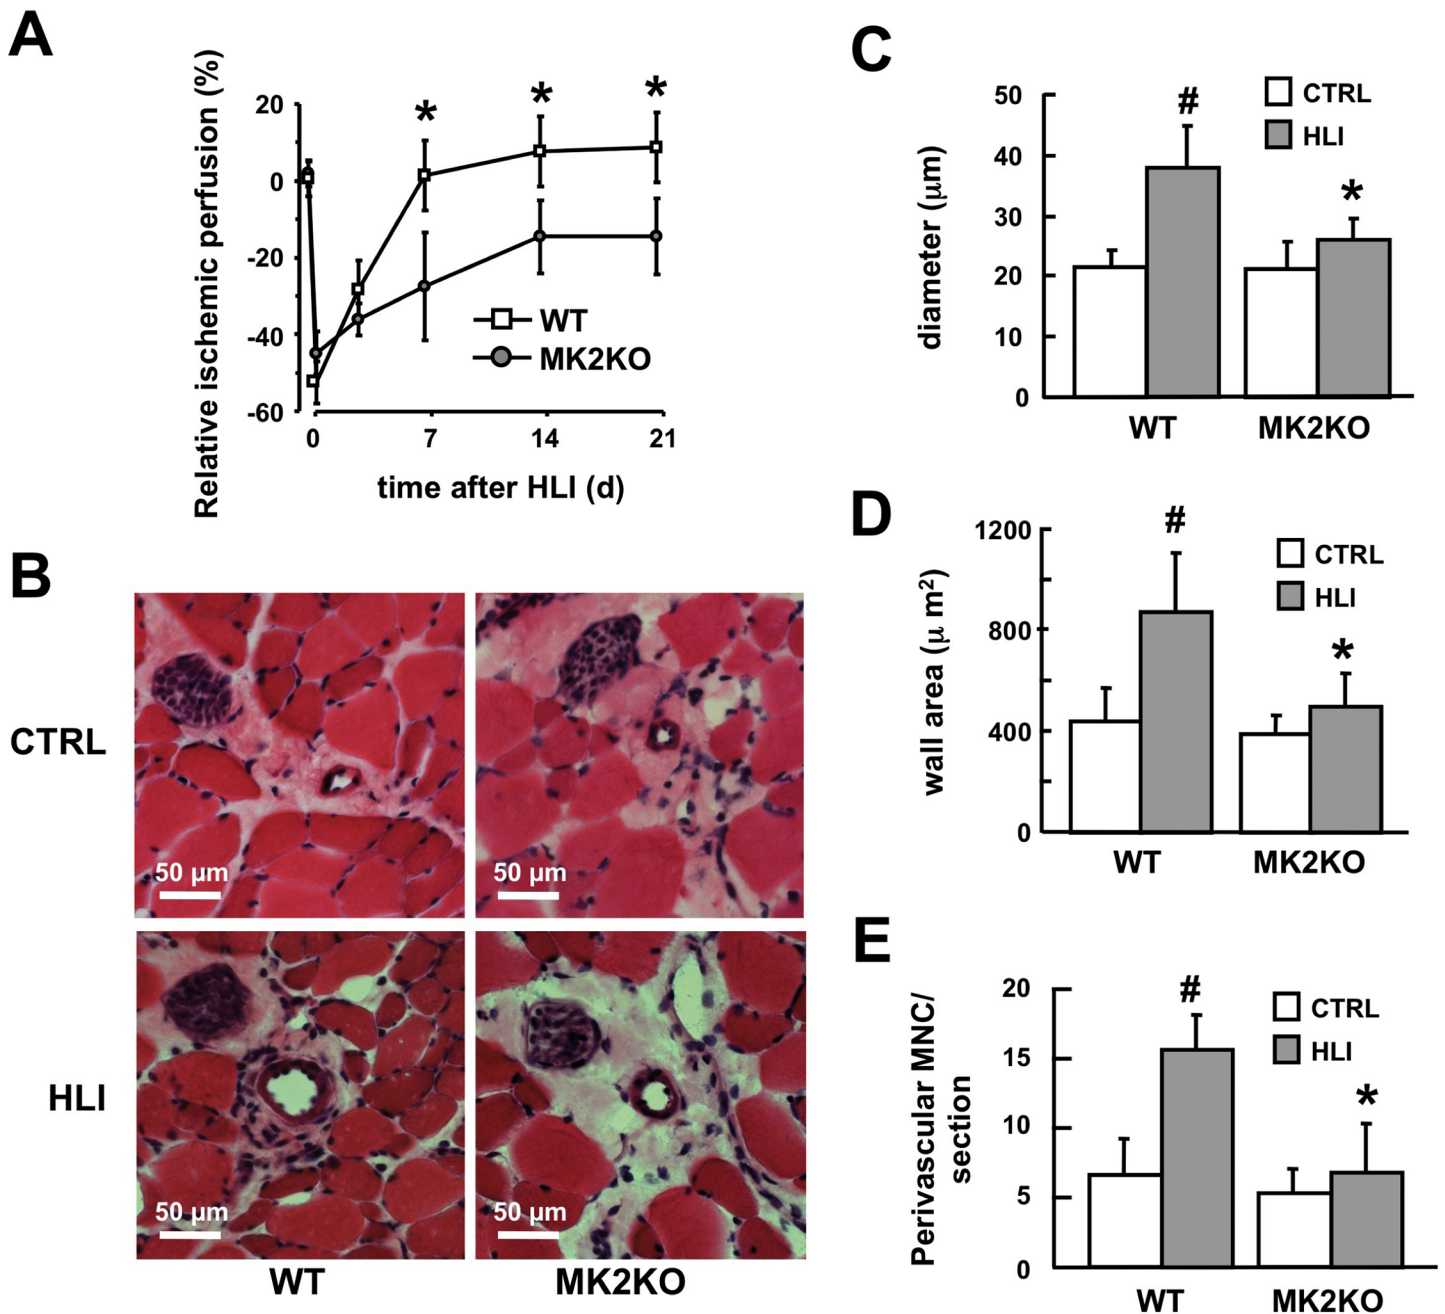 A
Relative ischemic perfusion (%)
20
0
-20
-40
-60
* * *
WT
MK2KO
0 7 14 21
time after HLI (d)
B
CTRL
50 µm
50 µm
HLI
50 µm
50 µm
WT MK2KO
C
diameter (µm)
50
40
30
20
10
0
#
*
CTRL
HLI
WT MK2KO
D
wall area (µ m²)
1200
800
400
0
#
*
CTRL
HLI
WT MK2KO
E
Perivascular MNC/
section
20
15
10
5
0
#
*
CTRL
HLI
WT MK2KO